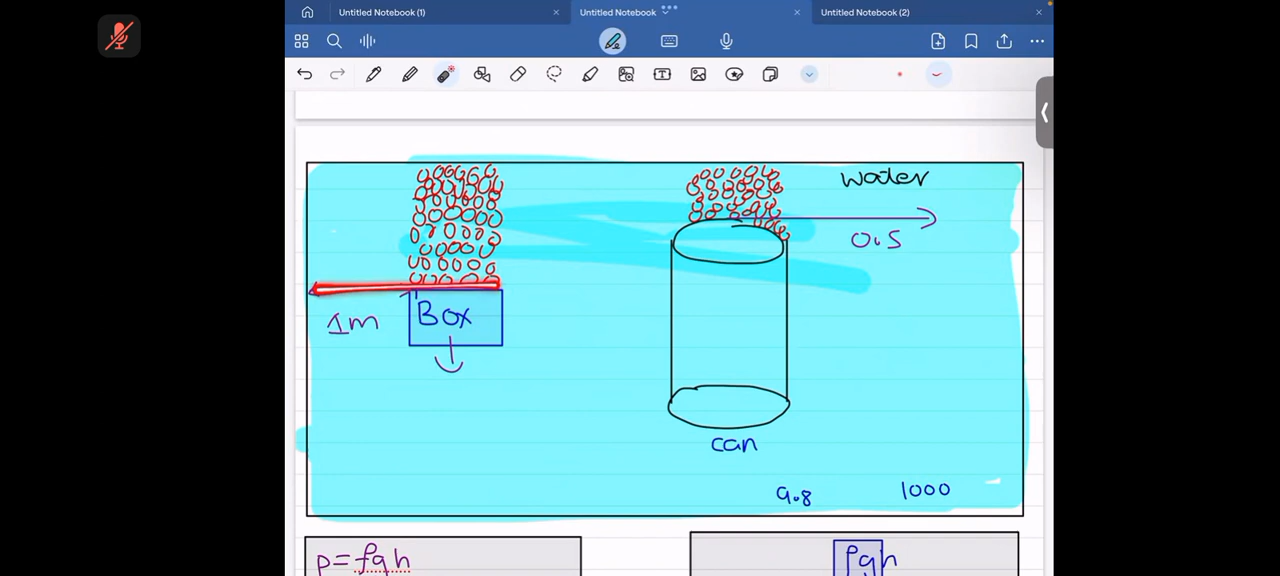 Untitled Notebook (1)
Untitled Notebook
Untitled Notebook (2)
water
0.5
Box
1m
can
9.8
1000
p=ρgh
ρgh